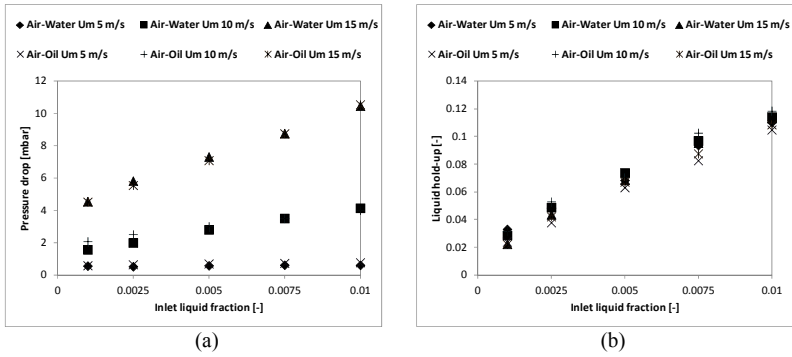 Air-Water Um 5 m/s Air-Water Um 10 m/s Air-Water Um 15 m/s
Air-Oil Um 5 m/s Air-Oil Um 10 m/s Air-Oil Um 15 m/s
12
10
8
6
4
2
0
Pressure drop [mbar]
0 0.0025 0.005 0.0075 0.01
Inlet liquid fraction [-]
(a)
Air-Water Um 5 m/s Air-Water Um 10 m/s Air-Water Um 15 m/s
Air-Oil Um 5 m/s Air-Oil Um 10 m/s Air-Oil Um 15 m/s
0.14
0.12
0.1
0.08
0.06
0.04
0.02
0
Liquid hold-up [-]
0 0.0025 0.005 0.0075 0.01
Inlet liquid fraction [-]
(b)